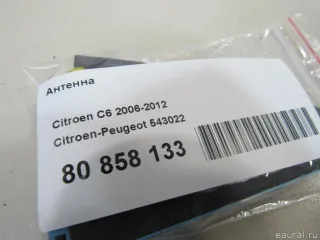 Антенна
Citroen C6 2006-2012
Citroen-Peugeot 543022
80 858 133
© eaural.ru